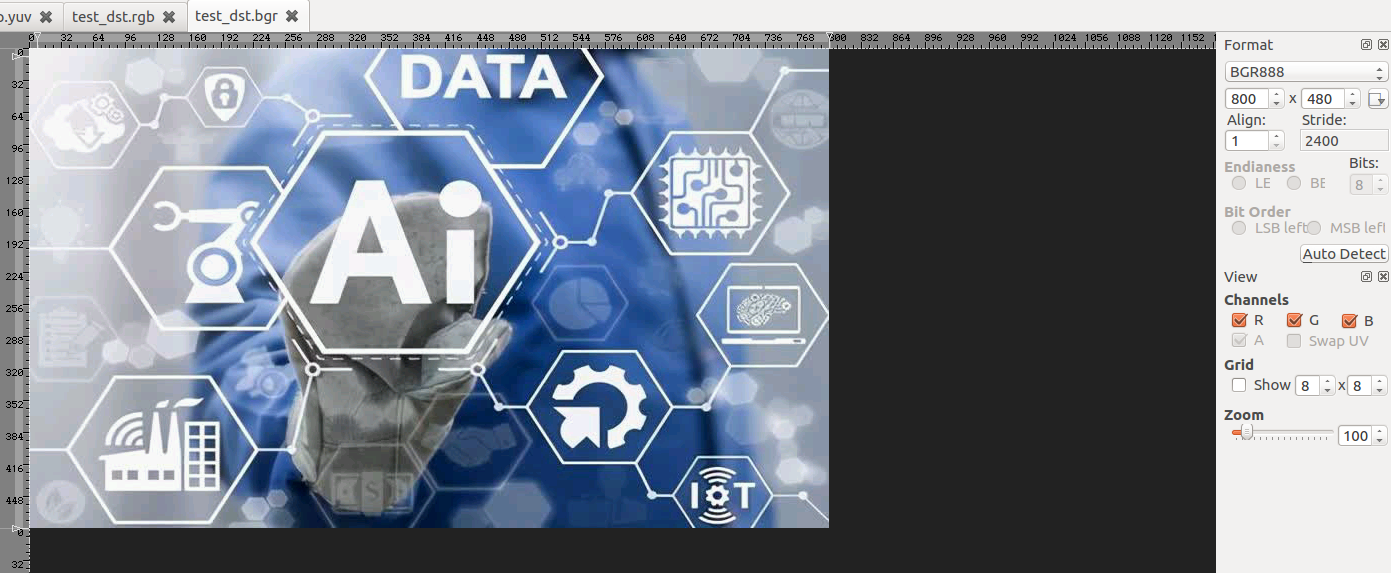 o.yuv test_dst.rgb test_dst.bgr
0 32 64 96 128 160 192 224 256 288 320 352 384 416 448 480 512 544 576 608 640 672 704 736 768 800 832 864 896 928 960 992 1024 1056 1088 1120 1152 1
0
32
64
96
128
160
192
224
256
288
320
352
384
416
448
0
32
DATA
Ai
$
IoT
Format
BGR888
800 x 480
Align: Stride:
1 2400
Endianess Bits:
LE BE 8
Bit Order
LSB left MSB left
Auto Detect
View
Channels
R G B
A Swap UV
Grid
Show 8 x 8
Zoom
100